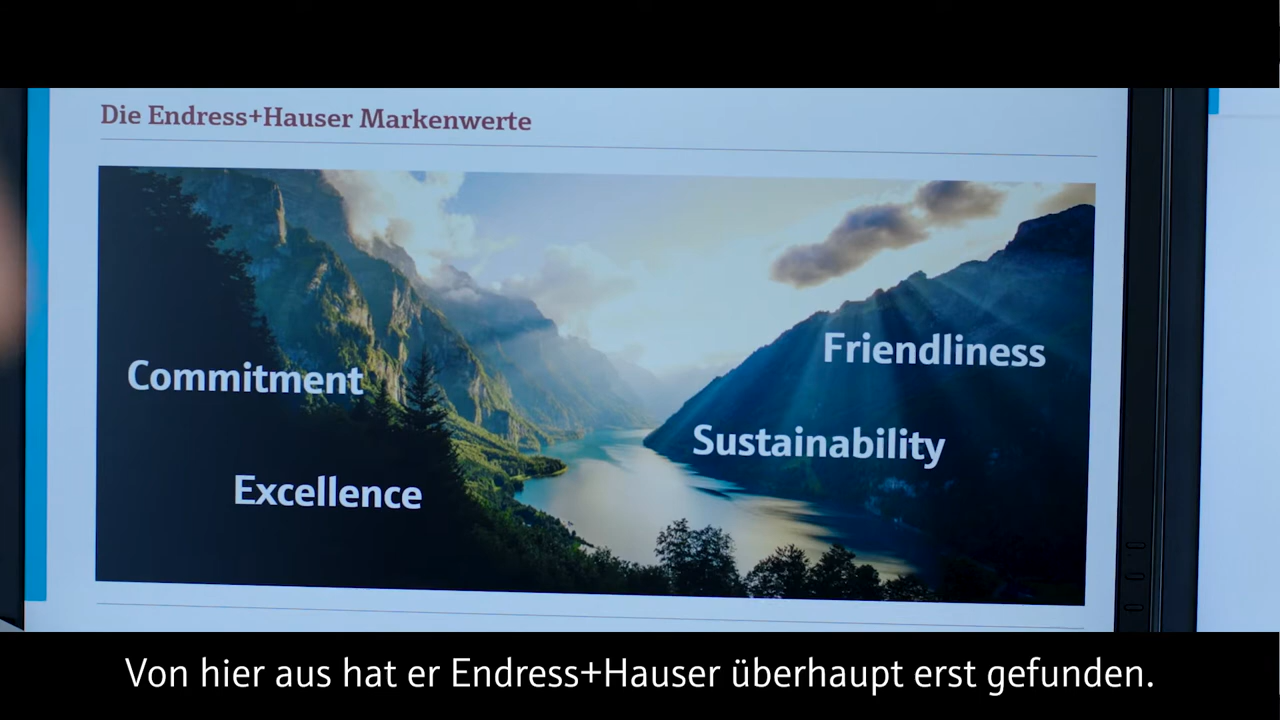 Die Endress+Hauser Markenwerte
Friendliness
Commitment
Sustainability
Excellence
Von hier aus hat er Endress+Hauser überhaupt erst gefunden.